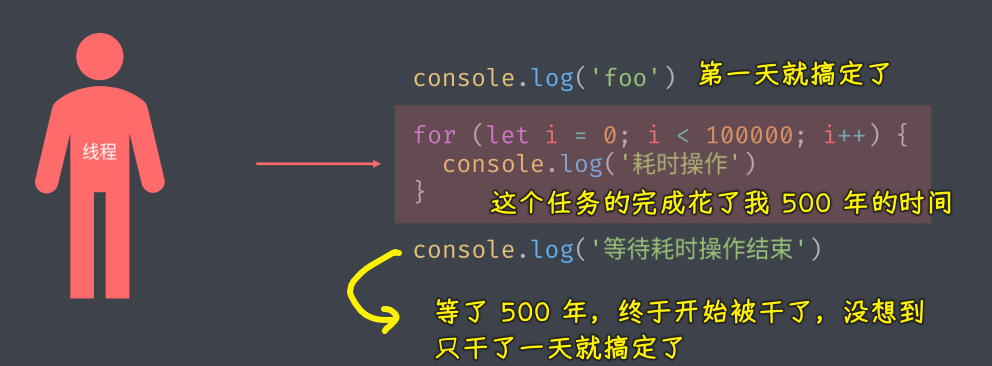 console.log('foo') 第一天就搞定了
线程
for (let i = 0; i < 100000; i++) {
console.log('耗时操作')
}
这个任务的完成花了我 500 年的时间
console.log('等待耗时操作结束')
等了 500 年，终于开始被干了，没想到
只干了一天就搞定了